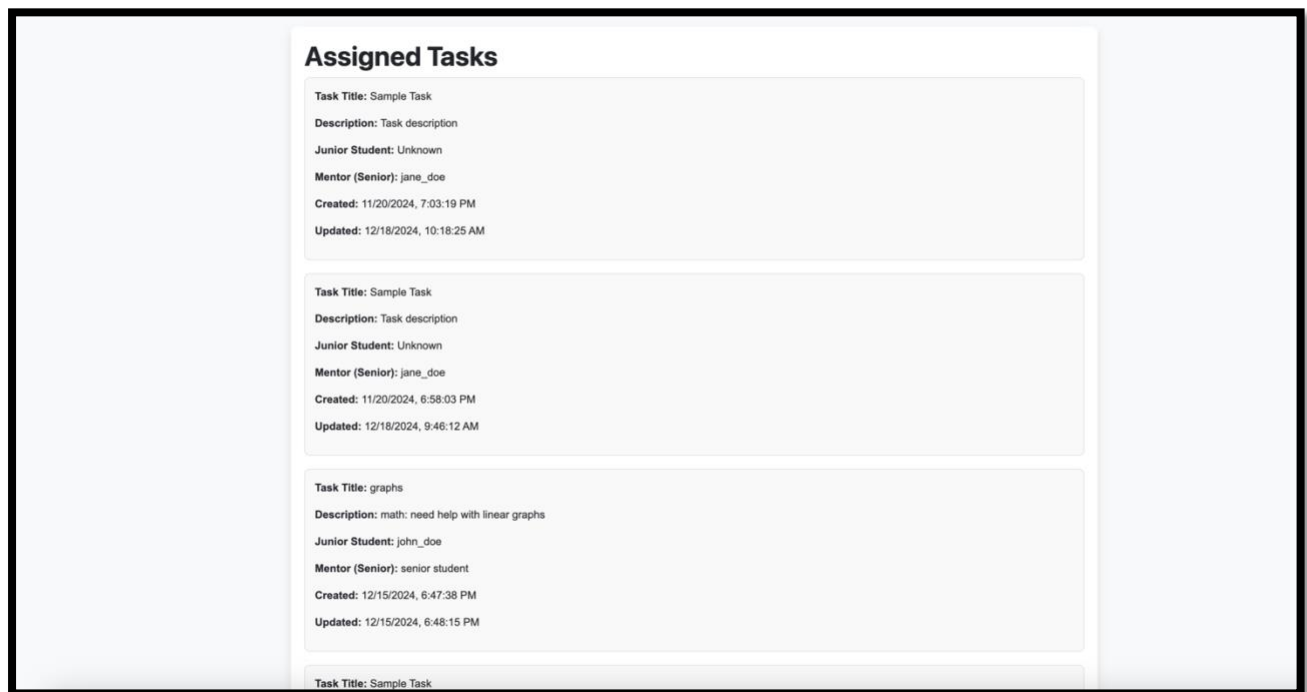 Assigned Tasks
Task Title: Sample Task
Description: Task description
Junior Student: Unknown
Mentor (Senior): jane_doe
Created: 11/20/2024, 7:03:19 PM
Updated: 12/18/2024, 10:18:25 AM
Task Title: Sample Task
Description: Task description
Junior Student: Unknown
Mentor (Senior): jane_doe
Created: 11/20/2024, 6:58:03 PM
Updated: 12/18/2024, 9:46:12 AM
Task Title: graphs
Description: math: need help with linear graphs
Junior Student: john_doe
Mentor (Senior): senior student
Created: 12/15/2024, 6:47:38 PM
Updated: 12/15/2024, 6:48:15 PM
Task Title: Sample Task